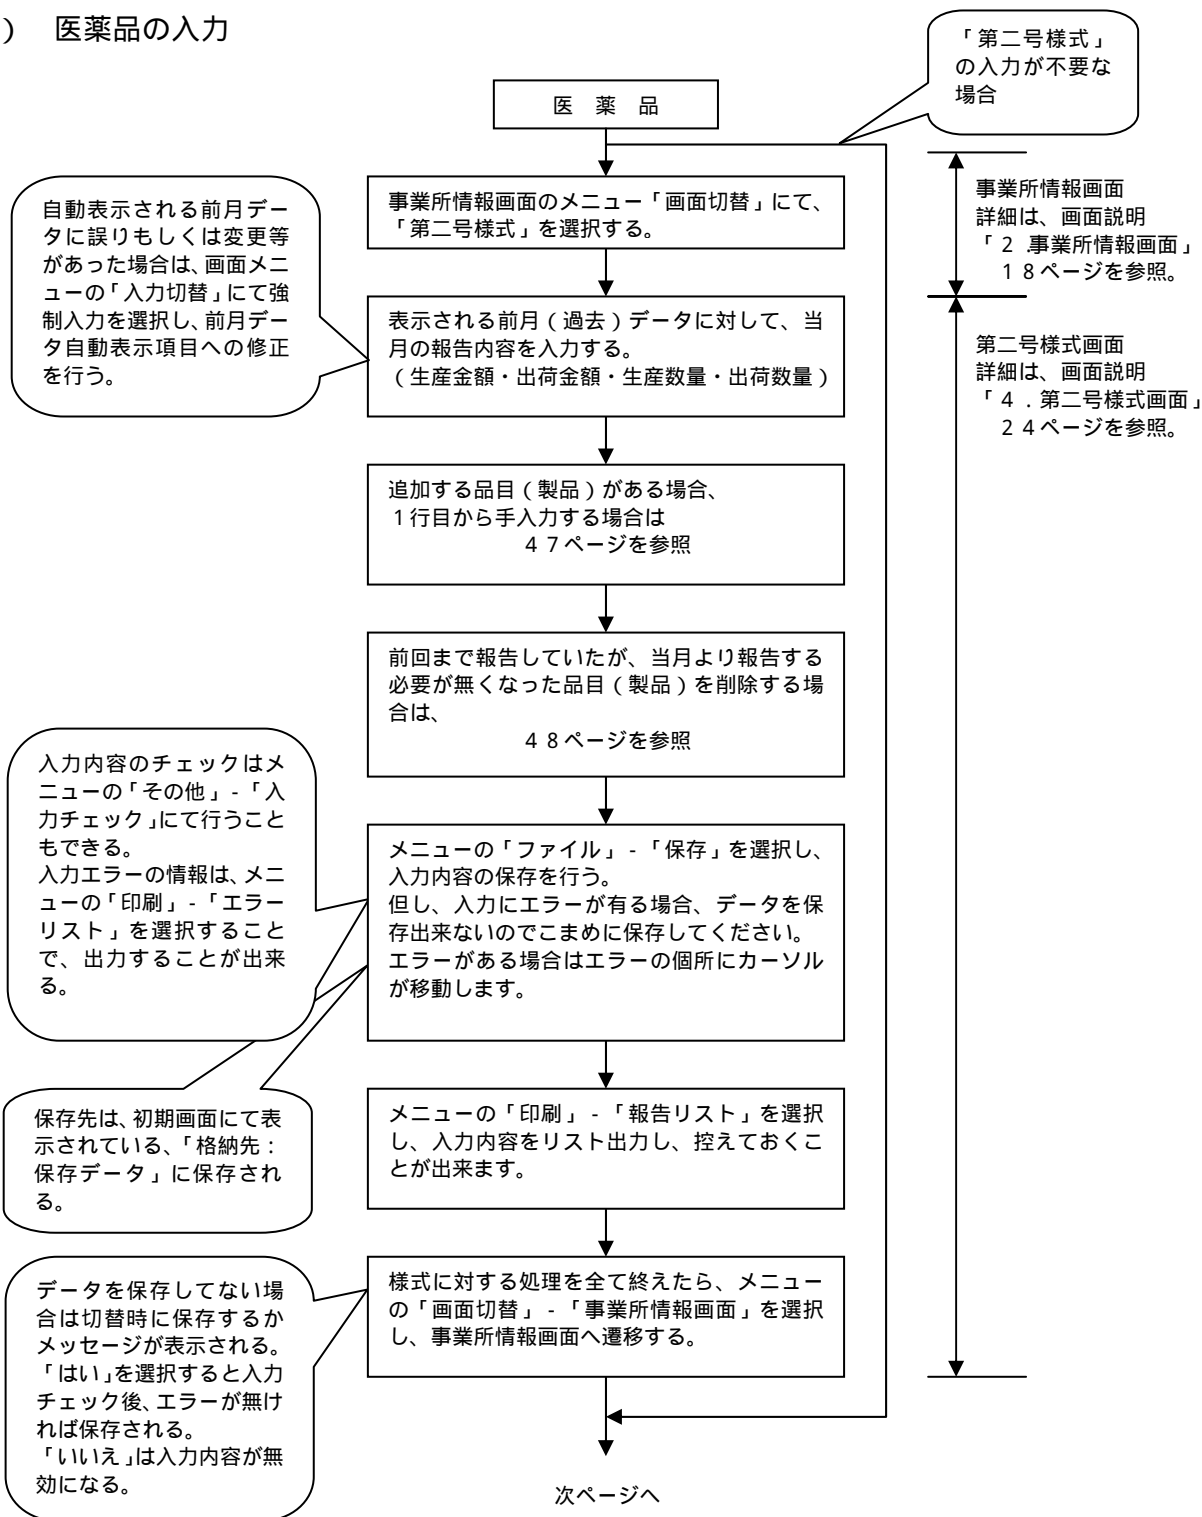 ） 医薬品の入力
「第二号様式」
の入力が不要な
場合
医 薬 品
事業所情報画面のメニュー「画面切替」にて、
「第二号様式」を選択する。
事業所情報画面
詳細は、画面説明
「２.事業所情報画面」
１８ページを参照。
自動表示される前月デー
タに誤りもしくは変更等
があった場合は、画面メニ
ューの「入力切替」にて強
制入力を選択し、前月デー
タ自動表示項目への修正
を行う。
表示される前月（過去）データに対して、当
月の報告内容を入力する。
（生産金額・出荷金額・生産数量・出荷数量）
第二号様式画面
詳細は、画面説明
「４．第二号様式画面」
２４ページを参照。
追加する品目（製品）がある場合、
１行目から手入力する場合は
４７ページを参照
前回まで報告していたが、当月より報告する
必要が無くなった品目（製品）を削除する場
合は、
４８ページを参照
入力内容のチェックはメ
ニューの「その他」-「入
力チェック」にて行うこと
もできる。
入力エラーの情報は、メニ
ューの「印刷」-「エラー
リスト」を選択すること
で、出力することが出来
る。
メニューの「ファイル」-「保存」を選択し、
入力内容の保存を行う。
但し、入力にエラーが有る場合、データを保
存出来ないのでこまめに保存してください。
エラーがある場合はエラーの個所にカーソル
が移動します。
保存先は、初期画面にて表
示されている、「格納先：
保存データ」に保存され
る。
メニューの「印刷」-「報告リスト」を選択
し、入力内容をリスト出力し、控えておくこ
とが出来ます。
データを保存してない場
合は切替時に保存するか
メッセージが表示される。
「はい」を選択すると入力
チェック後、エラーが無け
れば保存される。
「いいえ」は入力内容が無
効になる。
様式に対する処理を全て終えたら、メニュー
の「画面切替」-「事業所情報画面」を選択
し、事業所情報画面へ遷移する。
次ページへ